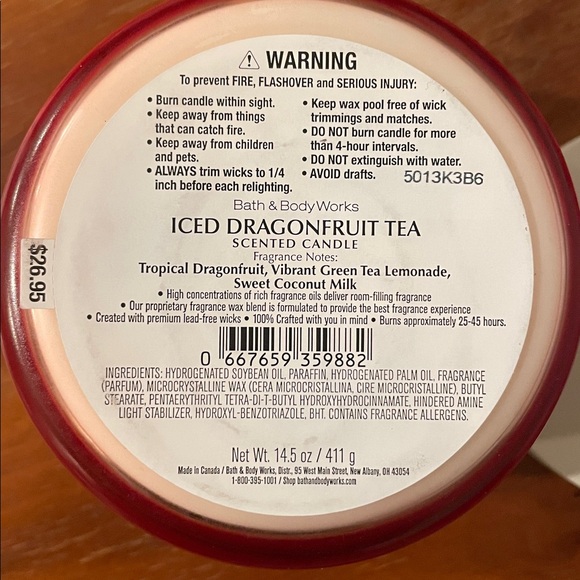 ⚠ WARNING
To prevent FIRE, FLASHOVER and SERIOUS INJURY:
• Burn candle within sight.
• Keep away from things
that can catch fire.
• Keep away from children
and pets.
• ALWAYS trim wicks to 1/4
inch before each relighting.
• Keep wax pool free of wick
trimmings and matches.
• DO NOT burn candle for more
than 4-hour intervals.
• DO NOT extinguish with water.
• AVOID drafts.
5013K3B6
Bath & Body Works
ICED DRAGONFRUIT TEA
SCENTED CANDLE
Fragrance Notes:
Tropical Dragonfruit, Vibrant Green Tea Lemonade,
Sweet Coconut Milk
• High concentrations of rich fragrance oils deliver room-filling fragrance
• Our proprietary fragrance wax blend is formulated to provide the best fragrance experience
• Created with premium lead-free wicks • 100% Crafted with you in mind • Burns approximately 25-45 hours.
$26.95
0 667659 359882
INGREDIENTS: HYDROGENATED SOYBEAN OIL, PARAFFIN, HYDROGENATED PALM OIL, FRAGRANCE
(PARFUM), MICROCRYSTALLINE WAX (CERA MICROCRISTALLINA, CIRE MICROCRISTALLINE), BUTYL
STEARATE, PENTAERYTHRITYL TETRA-DI-T-BUTYL HYDROXYHYDROCINNAMATE, HINDERED AMINE
LIGHT STABILIZER, HYDROXYL-BENZOTRIAZOLE, BHT. CONTAINS FRAGRANCE ALLERGENS.
Net Wt. 14.5 oz / 411 g
Made in Canada / Bath & Body Works, Distr., 95 West Main Street, New Albany, OH 43054
1-800-395-1001 / Shop bathandbodyworks.com